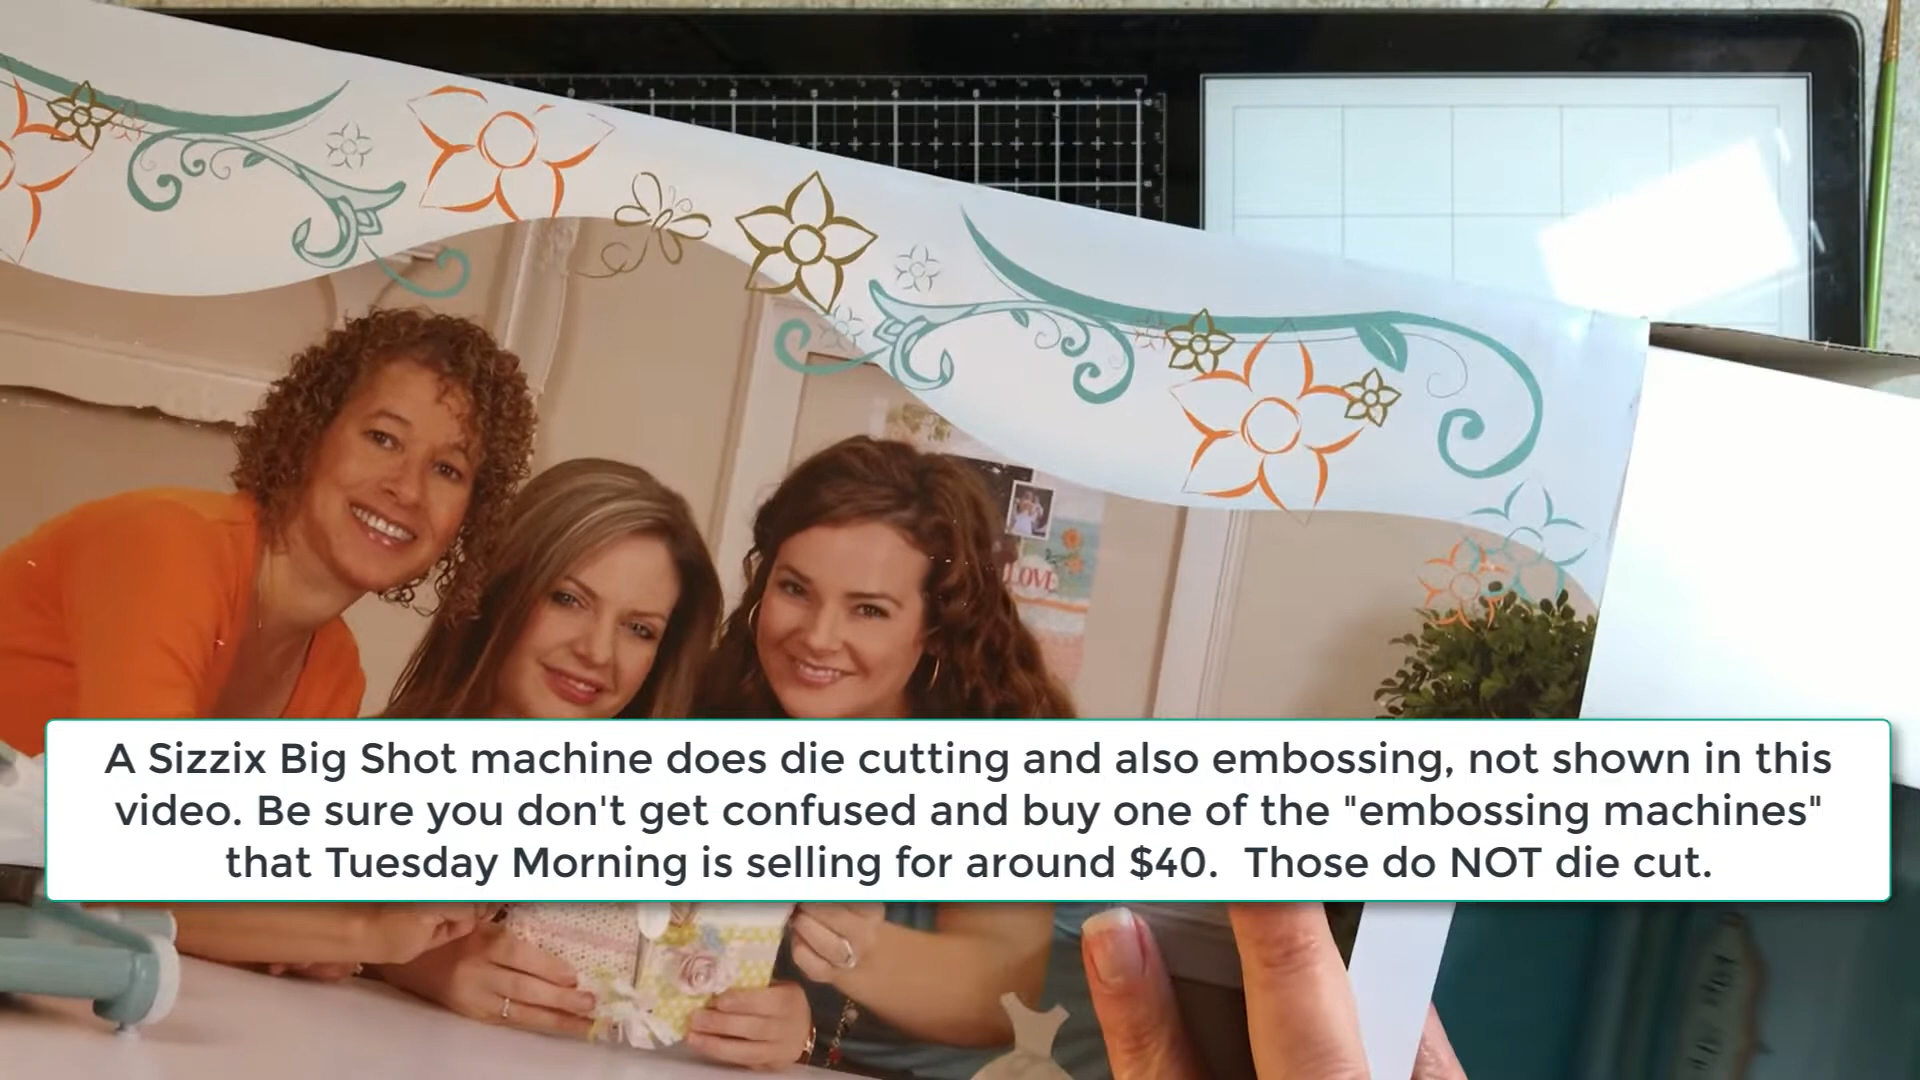 LOVE
A Sizzix Big Shot machine does die cutting and also embossing, not shown in this
video. Be sure you don't get confused and buy one of the "embossing machines"
that Tuesday Morning is selling for around $40.  Those do NOT die cut.